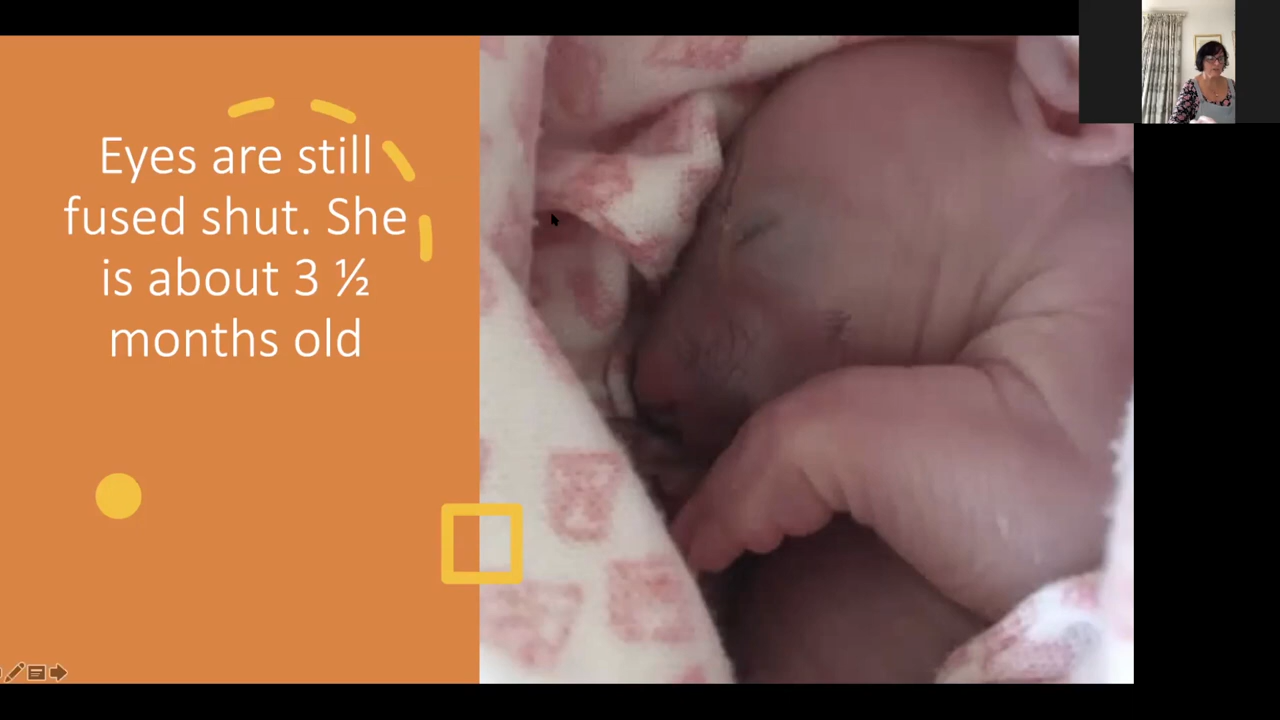 Eyes are still
fused shut. She
is about 3 ½
months old